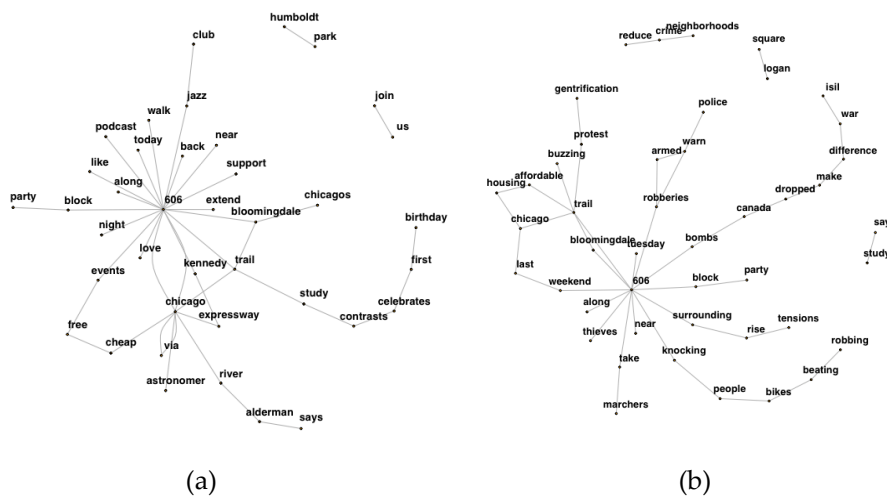 humboldt
park
club
join
us
jazz
walk
podcast
today
back
near
like
support
along
party
block
606
extend
chicagos
bloomingdale
night
birthday
love
kennedy
trail
events
first
chicago
study
celebrates
contrasts
expressway
free
cheap
via
astronomer
river
alderman
says
(a)
reduce
crime
neighborhoods
square
logan
gentrification
isil
police
war
protest
buzzing
armed
warn
difference
affordable
housing
make
dropped
trail
robberies
chicago
canada
say
bloomingdale
tuesday
bombs
study
last
weekend
606
block
party
along
surrounding
tensions
thieves
near
rise
take
knocking
robbing
beating
people
bikes
marchers
(b)